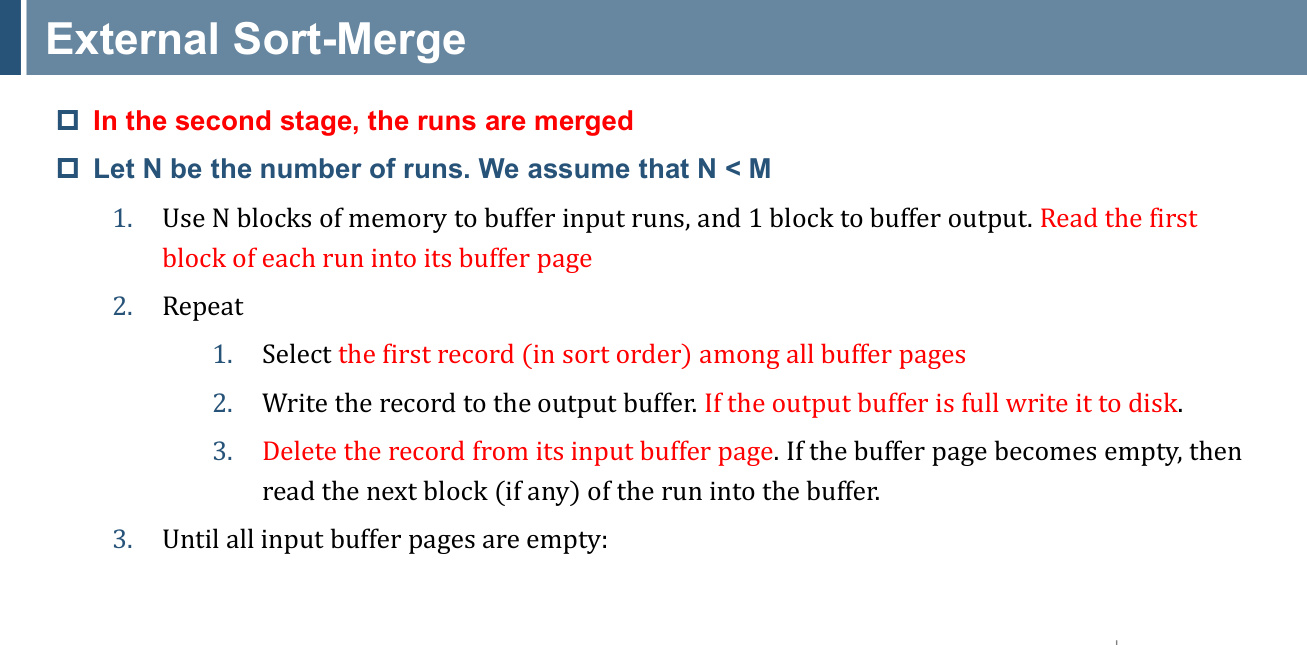 External Sort-Merge
In the second stage, the runs are merged
Let N be the number of runs. We assume that N < M
1. Use N blocks of memory to buffer input runs, and 1 block to buffer output. Read the first
block of each run into its buffer page
2. Repeat
1. Select the first record (in sort order) among all buffer pages
2. Write the record to the output buffer. If the output buffer is full write it to disk.
3. Delete the record from its input buffer page. If the buffer page becomes empty, then
read the next block (if any) of the run into the buffer.
3. Until all input buffer pages are empty: